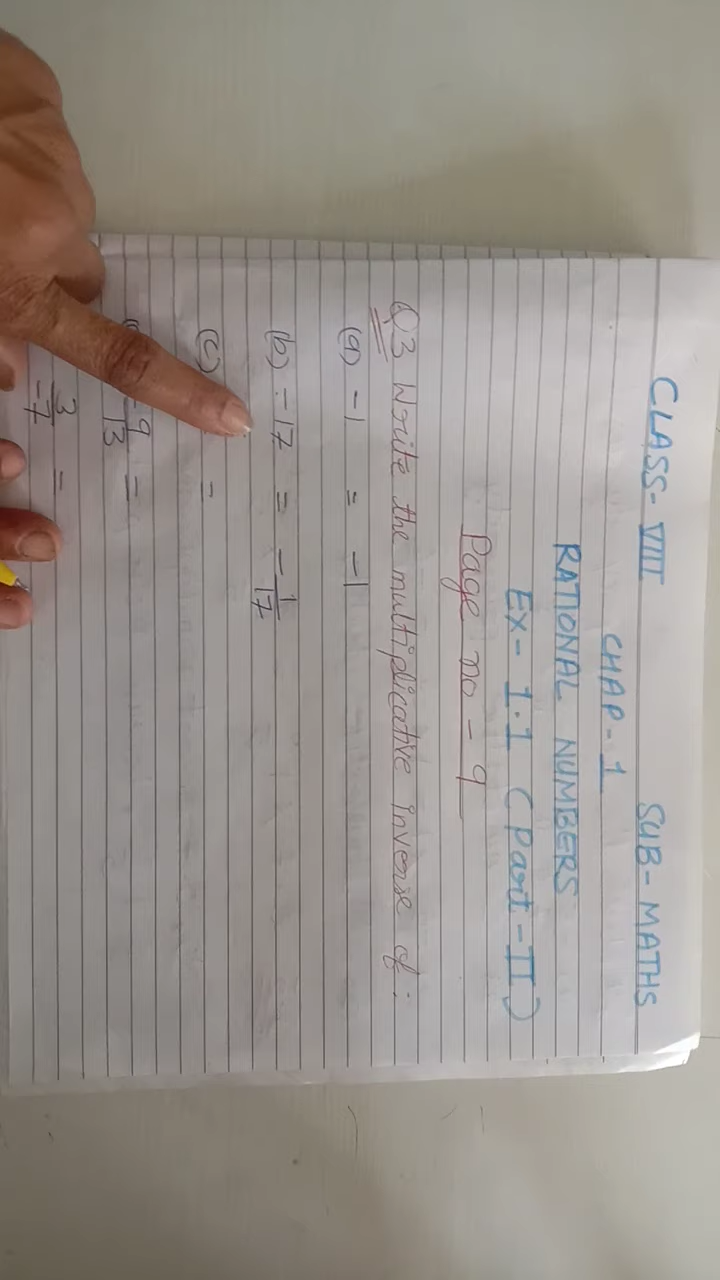 CLASS- VIII SUB- MATHS
CHAP- 1
RATIONAL NUMBERS
Ex- 1.1 (Part-II)
Page no - 9
Q3 Write the multiplicative inverse of:
(a) -1 = -1
(b) -17 = -1/17
(c) =
-9/13 =
3/-7 =